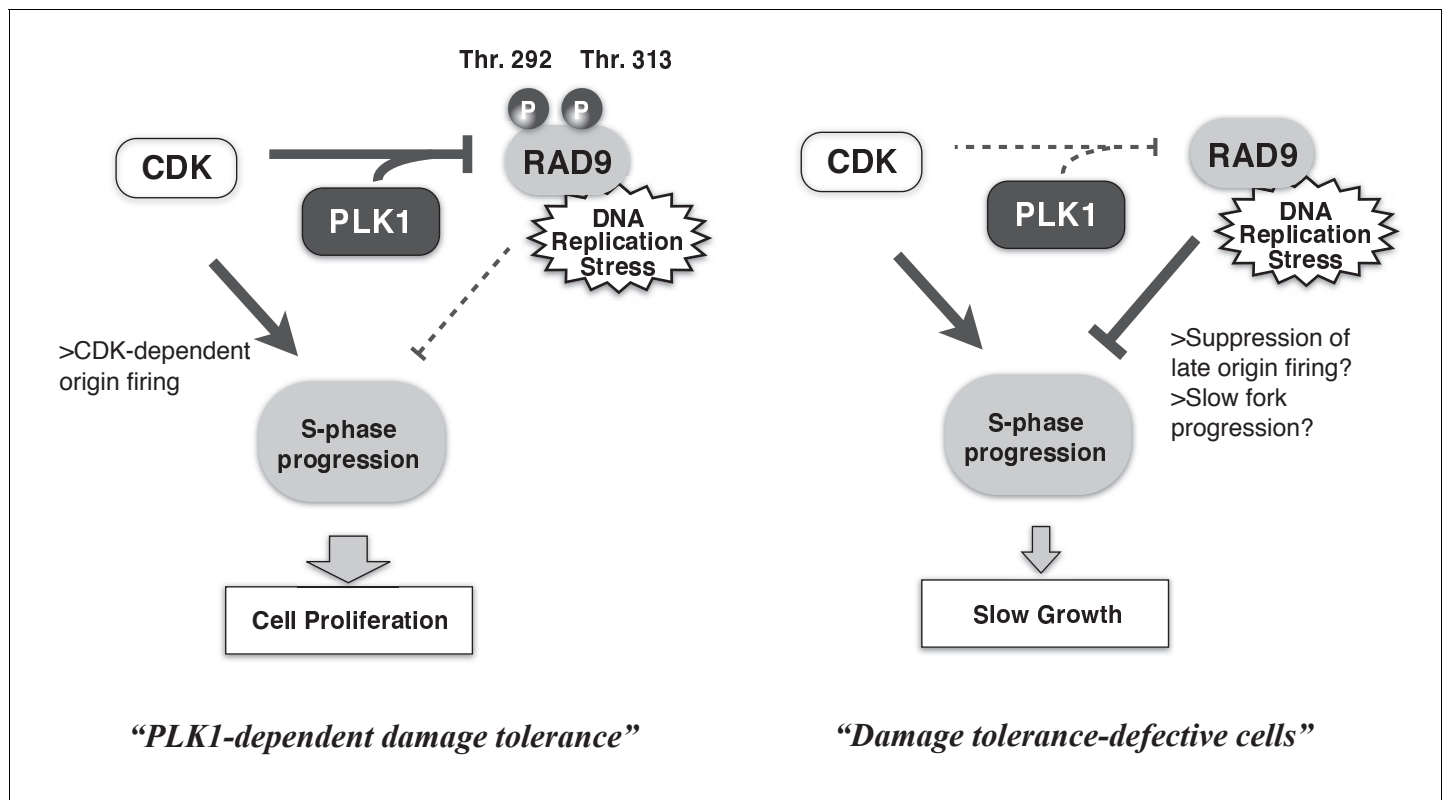 Thr. 292 Thr. 313
P P
CDK
RAD9
PLK1
DNA
Replication
Stress
>CDK-dependent
origin firing
S-phase
progression
Cell Proliferation
“PLK1-dependent damage tolerance”
CDK
RAD9
PLK1
DNA
Replication
Stress
>Suppression of
late origin firing?
>Slow fork
progression?
S-phase
progression
Slow Growth
“Damage tolerance-defective cells”